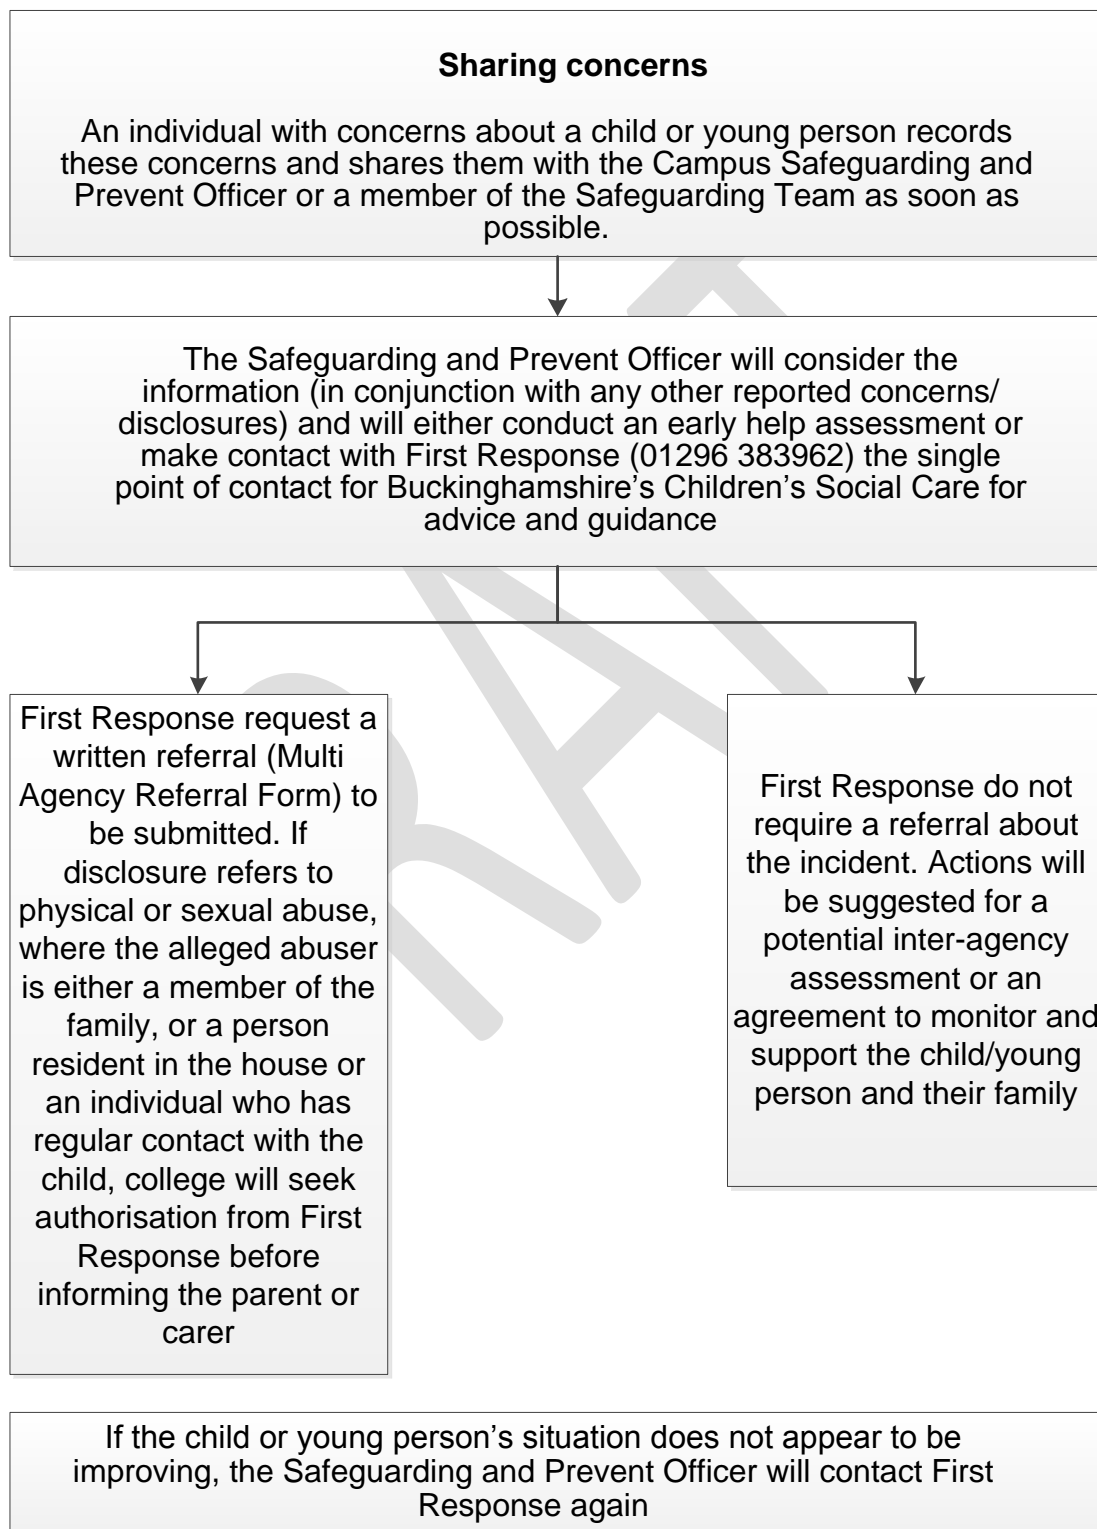 Sharing concerns
An individual with concerns about a child or young person records
these concerns and shares them with the Campus Safeguarding and
Prevent Officer or a member of the Safeguarding Team as soon as
possible.
The Safeguarding and Prevent Officer will consider the
information (in conjunction with any other reported concerns/
disclosures) and will either conduct an early help assessment or
make contact with First Response (01296 383962) the single
point of contact for Buckinghamshire’s Children’s Social Care for
advice and guidance
First Response request a
written referral (Multi
Agency Referral Form) to
be submitted. If
disclosure refers to
physical or sexual abuse,
where the alleged abuser
is either a member of the
family, or a person
resident in the house or
an individual who has
regular contact with the
child, college will seek
authorisation from First
Response before
informing the parent or
carer
First Response do not
require a referral about
the incident. Actions will
be suggested for a
potential inter-agency
assessment or an
agreement to monitor and
support the child/young
person and their family
If the child or young person’s situation does not appear to be
improving, the Safeguarding and Prevent Officer will contact First
Response again